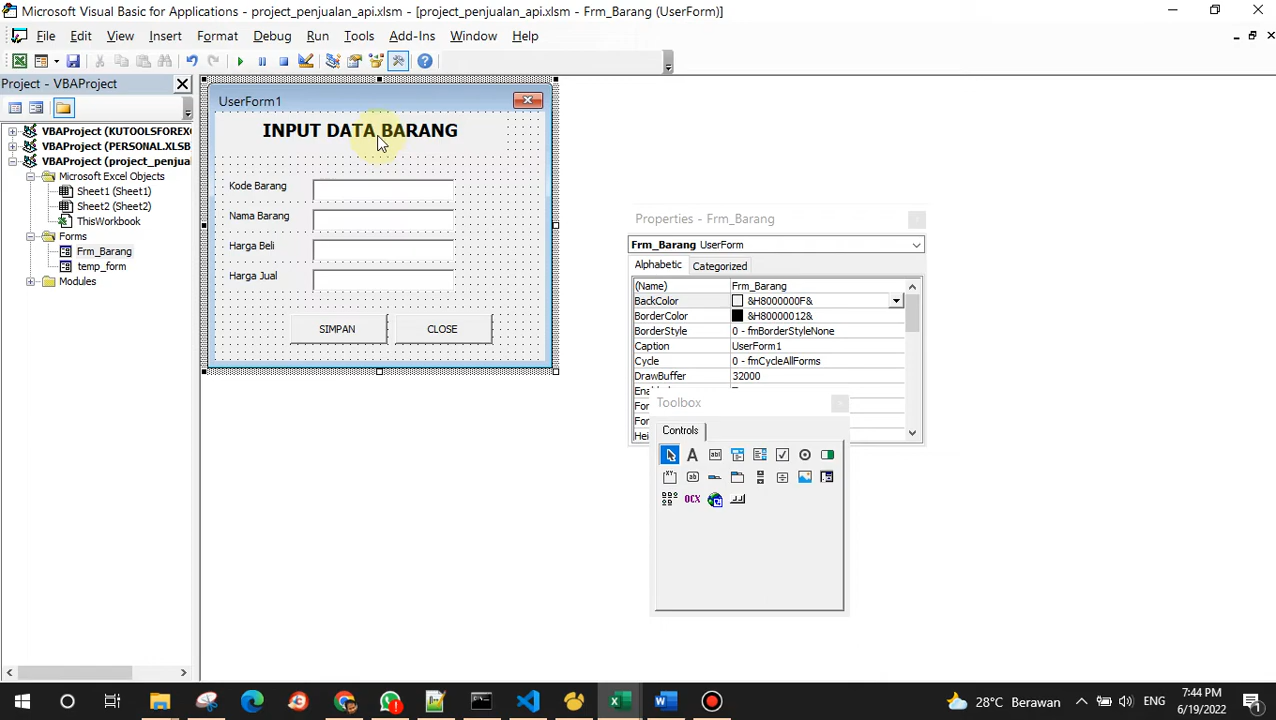 Microsoft Visual Basic for Applications - project_penjualan_api.xlsm - [project_penjualan_api.xlsm - Frm_Barang (UserForm)]
File Edit View Insert Format Debug Run Tools Add-Ins Window Help
Project - VBAProject
VBAProject (KUTOOLSFOREX
VBAProject (PERSONAL.XLSB
VBAProject (project_penjual
Microsoft Excel Objects
Sheet1 (Sheet1)
Sheet2 (Sheet2)
ThisWorkbook
Forms
Frm_Barang
temp_form
Modules
UserForm1
INPUT DATA BARANG
Kode Barang
Nama Barang
Harga Beli
Harga Jual
SIMPAN CLOSE
Properties - Frm_Barang
Frm_Barang UserForm
Alphabetic Categorized
(Name) Frm_Barang
BackColor &H8000000F&
BorderColor &H80000012&
BorderStyle 0 - fmBorderStyleNone
Caption UserForm1
Cycle 0 - fmCycleAllForms
DrawBuffer 32000
Toolbox
Controls
OCX
28°C Berawan
ENG
7:44 PM
6/19/2022
1